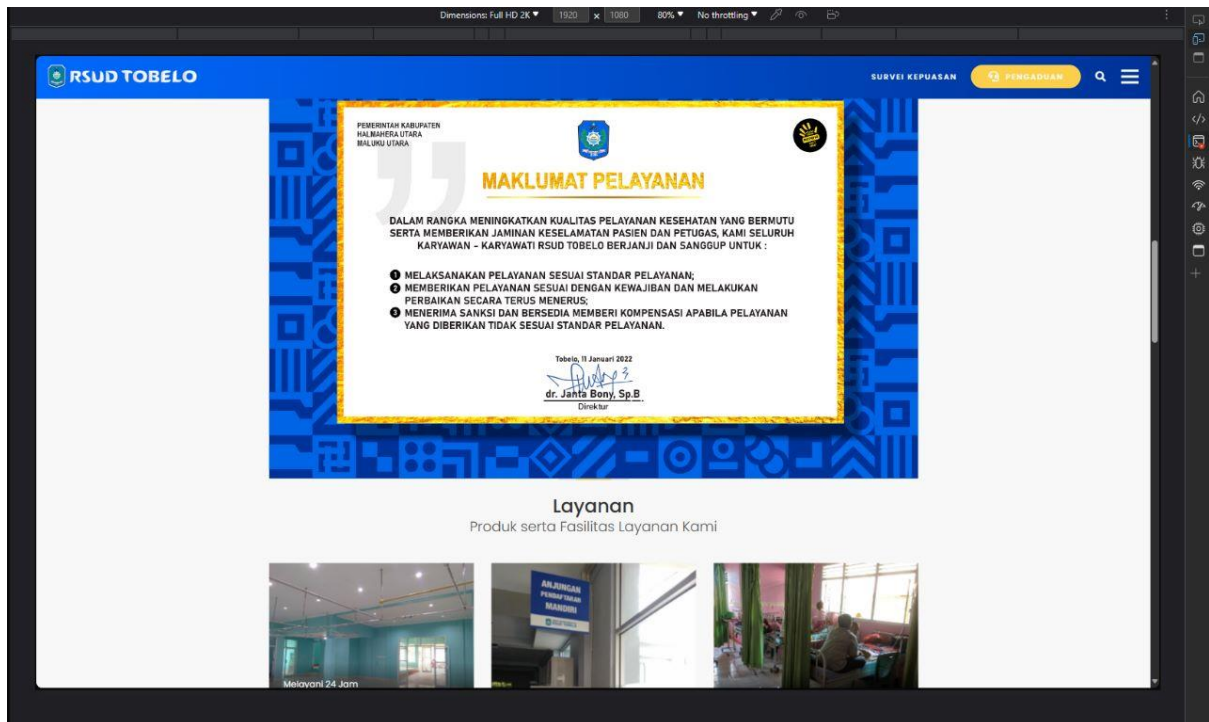 Dimensions: Full HD 2K 1920 x 1080 80% No throttling
RSUD TOBELO
SURVEI KEPUASAN
PENGADUAN
PEMERINTAH KABUPATEN
HALMAHERA UTARA
MALUKU UTARA
MAKLUMAT PELAYANAN
DALAM RANGKA MENINGKATKAN KUALITAS PELAYANAN KESEHATAN YANG BERMUTU
SERTA MEMBERIKAN JAMINAN KESELAMATAN PASIEN DAN PETUGAS, KAMI SELURUH
KARYAWAN – KARYAWATI RSUD TOBELO BERJANJI DAN SANGGUP UNTUK :
1 MELAKSANAKAN PELAYANAN SESUAI STANDAR PELAYANAN;
2 MEMBERIKAN PELAYANAN SESUAI DENGAN KEWAJIBAN DAN MELAKUKAN
PERBAIKAN SECARA TERUS MENERUS;
3 MENERIMA SANKSI DAN BERSEDIA MEMBERI KOMPENSASI APABILA PELAYANAN
YANG DIBERIKAN TIDAK SESUAI STANDAR PELAYANAN.
Tobelo, 11 Januari 2022
dr. Janta Bony, Sp.B
Direktur
Layanan
Produk serta Fasilitas Layanan Kami
Melayani 24 Jam
ANJUNGAN
PENDAFTARAN
MANDIRI
RSUD TOBELO